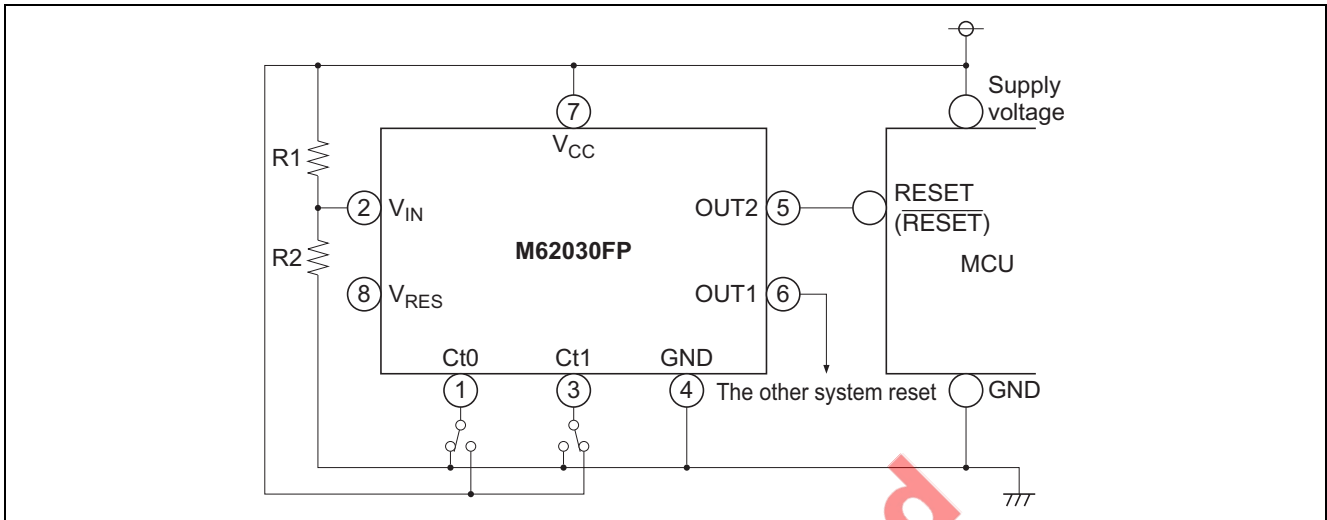 Supply
voltage
7
VCC
R1
2 VIN
OUT2 5
RESET
(RESET)
R2
M62030FP
MCU
8 VRES
OUT1 6
Ct0 Ct1 GND
1 3 4
The other system reset
GND
d